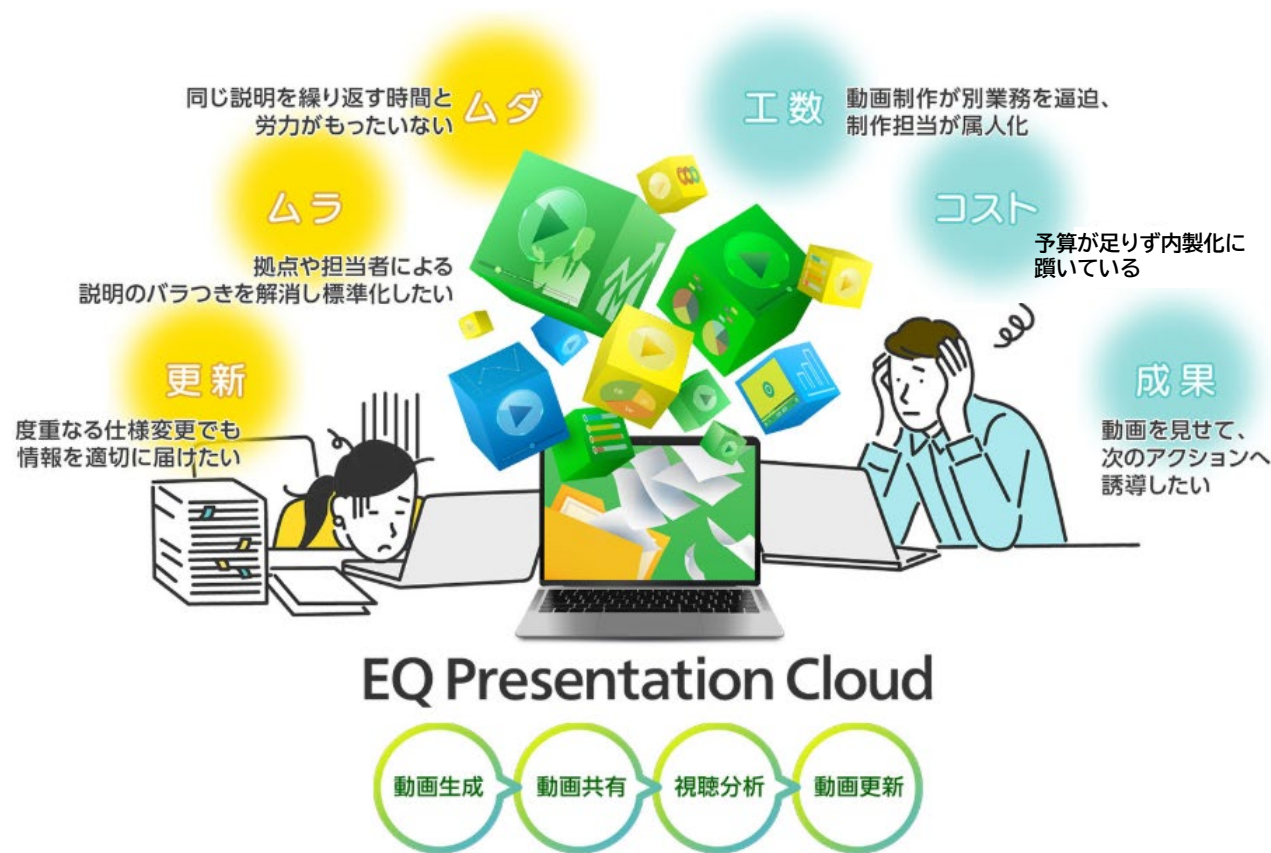 ムダ
同じ説明を繰り返す時間と
労力がもったいない
ムラ
拠点や担当者による
説明のバラつきを解消し標準化したい
更新
度重なる仕様変更でも
情報を適切に届けたい
工数
動画制作が別業務を逼迫、
制作担当が属人化
コスト
予算が足りず内製化に
躓いている
成果
動画を見せて、
次のアクションへ
誘導したい
EQ Presentation Cloud
動画生成
動画共有
視聴分析
動画更新